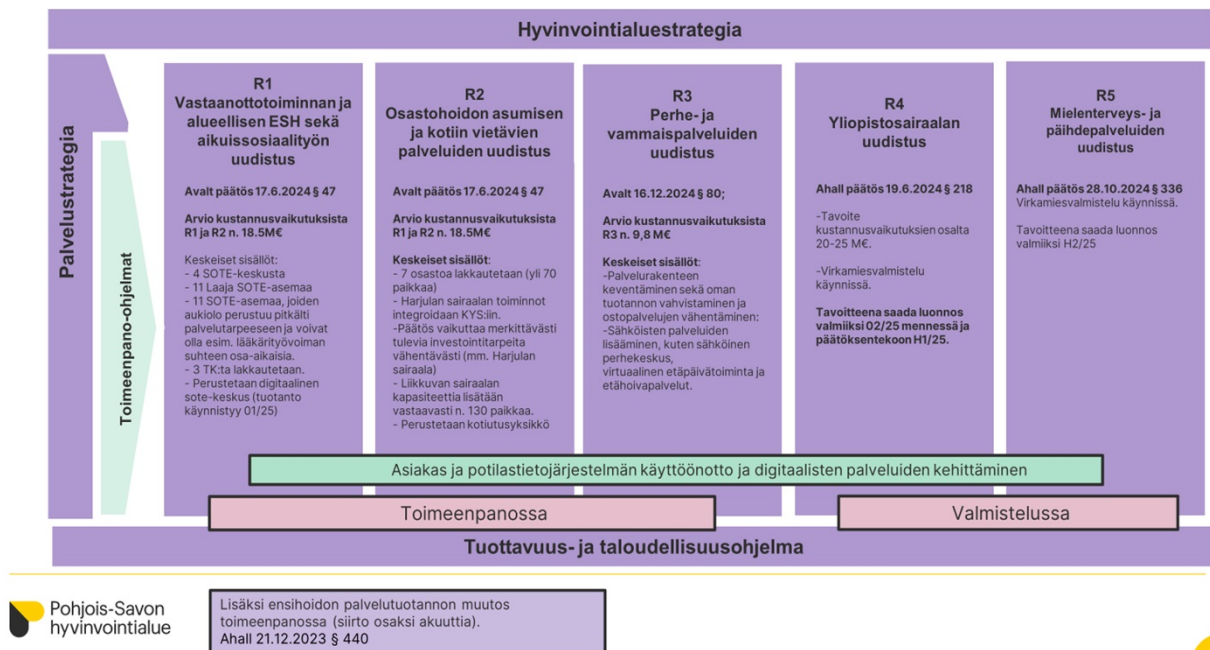 Hyvinvointialuestrategia
Palvelustrategia
Toimeenpano-ohjelmat
R1
Vastaanottotoiminnan ja
alueellisen ESH sekä
aikuissosiaalityön
uudistus
Avalt päätös 17.6.2024 § 47
Arvio kustannusvaikutuksista
R1 ja R2 n. 18.5M€
Keskeiset sisällöt:
- 4 SOTE-keskusta
- 11 Laaja SOTE-asemaa
- 11 SOTE-asemaa, joiden
aukiolo perustuu pitkälti
palvelutarpeeseen ja voivat
olla esim. lääkärityövoiman
suhteen osa-aikaisia.
- 3 TK:ta lakkautetaan.
- Perustetaan digitaalinen
sote-keskus (tuotanto
käynnistyy 01/25)
R2
Osastohoidon asumisen
ja kotiin vietävien
palveluiden uudistus
Avalt päätös 17.6.2024 § 47
Arvio kustannusvaikutuksista
R1 ja R2 n. 18.5M€
Keskeiset sisällöt:
- 7 osastoa lakkautetaan (yli 70
paikkaa)
- Harjulan sairaalan toiminnot
integroidaan KYS:iin.
-Päätös vaikuttaa merkittävästi
tulevia investointitarpeita
vähentävästi (mm. Harjulan
sairaala)
- Liikkuvan sairaalan
kapasiteettia lisätään
vastaavasti n. 130 paikkaa.
- Perustetaan kotiutusyksikkö
R3
Perhe- ja
vammaispalveluiden
uudistus
Avalt 16.12.2024 § 80;
Arvio kustannusvaikutuksista
R3 n. 9,8 M€
Keskeiset sisällöt:
-Palvelurakenteen
keventäminen sekä oman
tuotannon vahvistaminen ja
ostopalvelujen vähentäminen:
-Sähköisten palveluiden
lisääminen, kuten sähköinen
perhekeskus,
virtuaalinen etäpäivätoiminta ja
etähoivapalvelut.
R4
Yliopistosairaalan
uudistus
Ahall päätös 19.6.2024 § 218
-Tavoite
kustannusvaikutuksien osalta
20-25 M€.
-Virkamiesvalmistelu
käynnissä.
Tavoitteena saada luonnos
valmiiksi 02/25 mennessä ja
päätöksentekoon H1/25.
R5
Mielenterveys- ja
päihdepalveluiden
uudistus
Ahall päätös 28.10.2024 § 336
Virkamiesvalmistelu käynnissä.
Tavoitteena saada luonnos
valmiiksi H2/25
Asiakas ja potilastietojärjestelmän käyttöönotto ja digitaalisten palveluiden kehittäminen
Toimeenpanossa
Valmistelussa
Tuottavuus- ja taloudellisuusohjelma
Pohjois-Savon
hyvinvointialue
Lisäksi ensihoidon palvelutuotannon muutos
toimeenpanossa (siirto osaksi akuuttia).
Ahall 21.12.2023 § 440